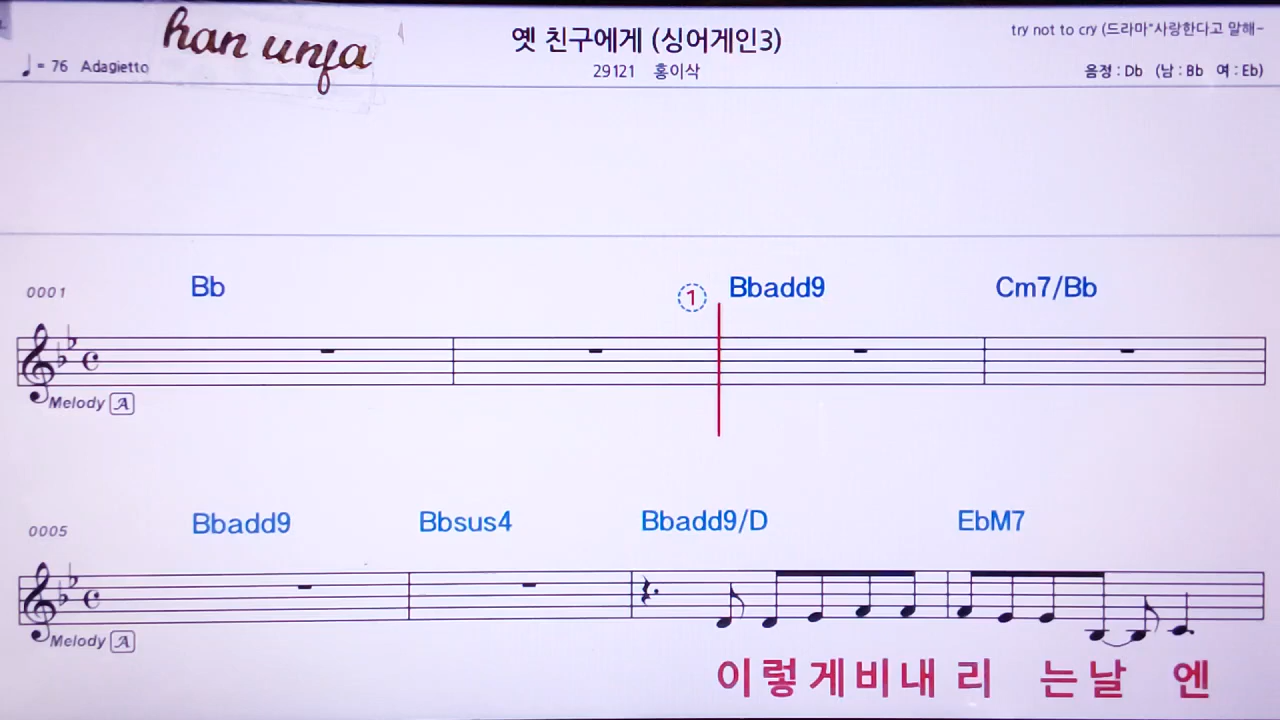 han unfa
옛 친구에게 (싱어게인3)
try not to cry (드라마"사랑한다고 말해~
♩= 76 Adagietto
29121 홍이삭
음정 : Db (남 : Bb 여 : Eb)
0001 Bb ① Bbadd9 Cm7/Bb
Melody A
0005 Bbadd9 Bbsus4 Bbadd9/D EbM7
Melody A
이렇게비내 리 는날 엔